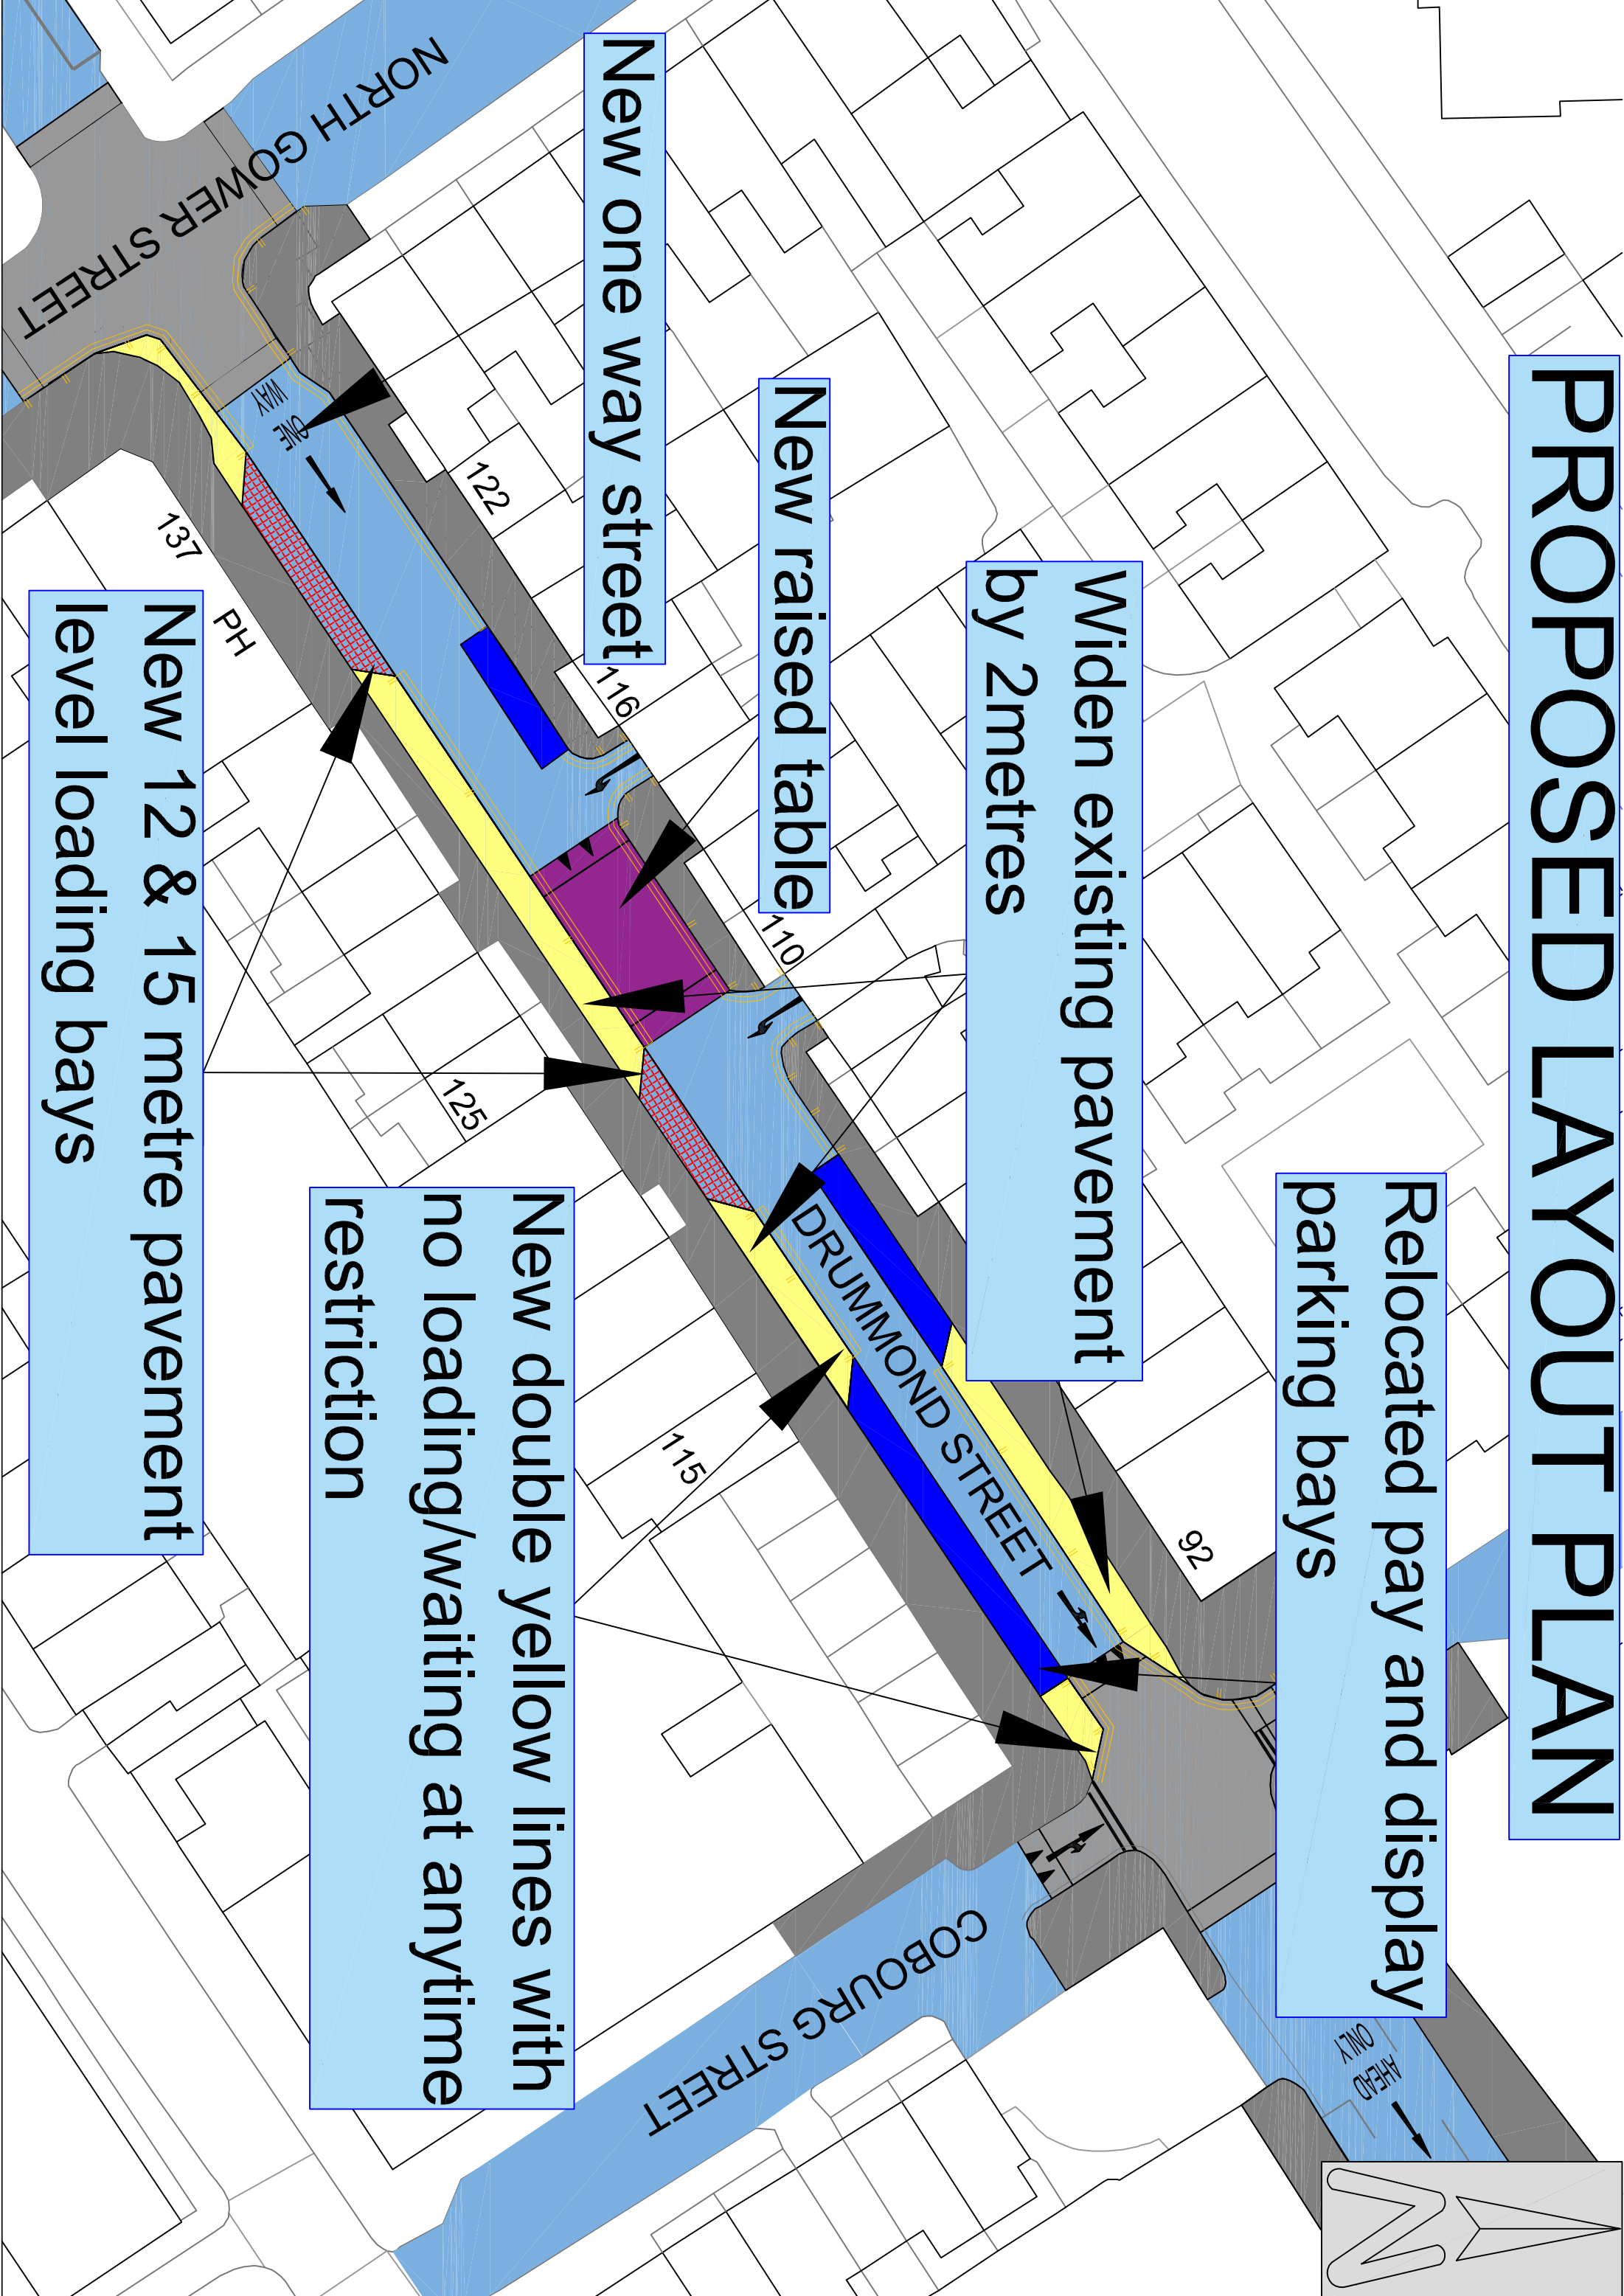 PROPOSED LAYOUT PLAN
Relocated pay and display
parking bays
Widen existing pavement
by 2metres
New raised table
New one way street
New double yellow lines with
no loading/waiting at anytime
restriction
New 12 & 15 metre pavement
level loading bays
NORTH GOWER STREET
DRUMMOND STREET
COBOURG STREET
WAY
ONE
AHEAD
ONLY
122
116
110
92
137
PH
125
115
N